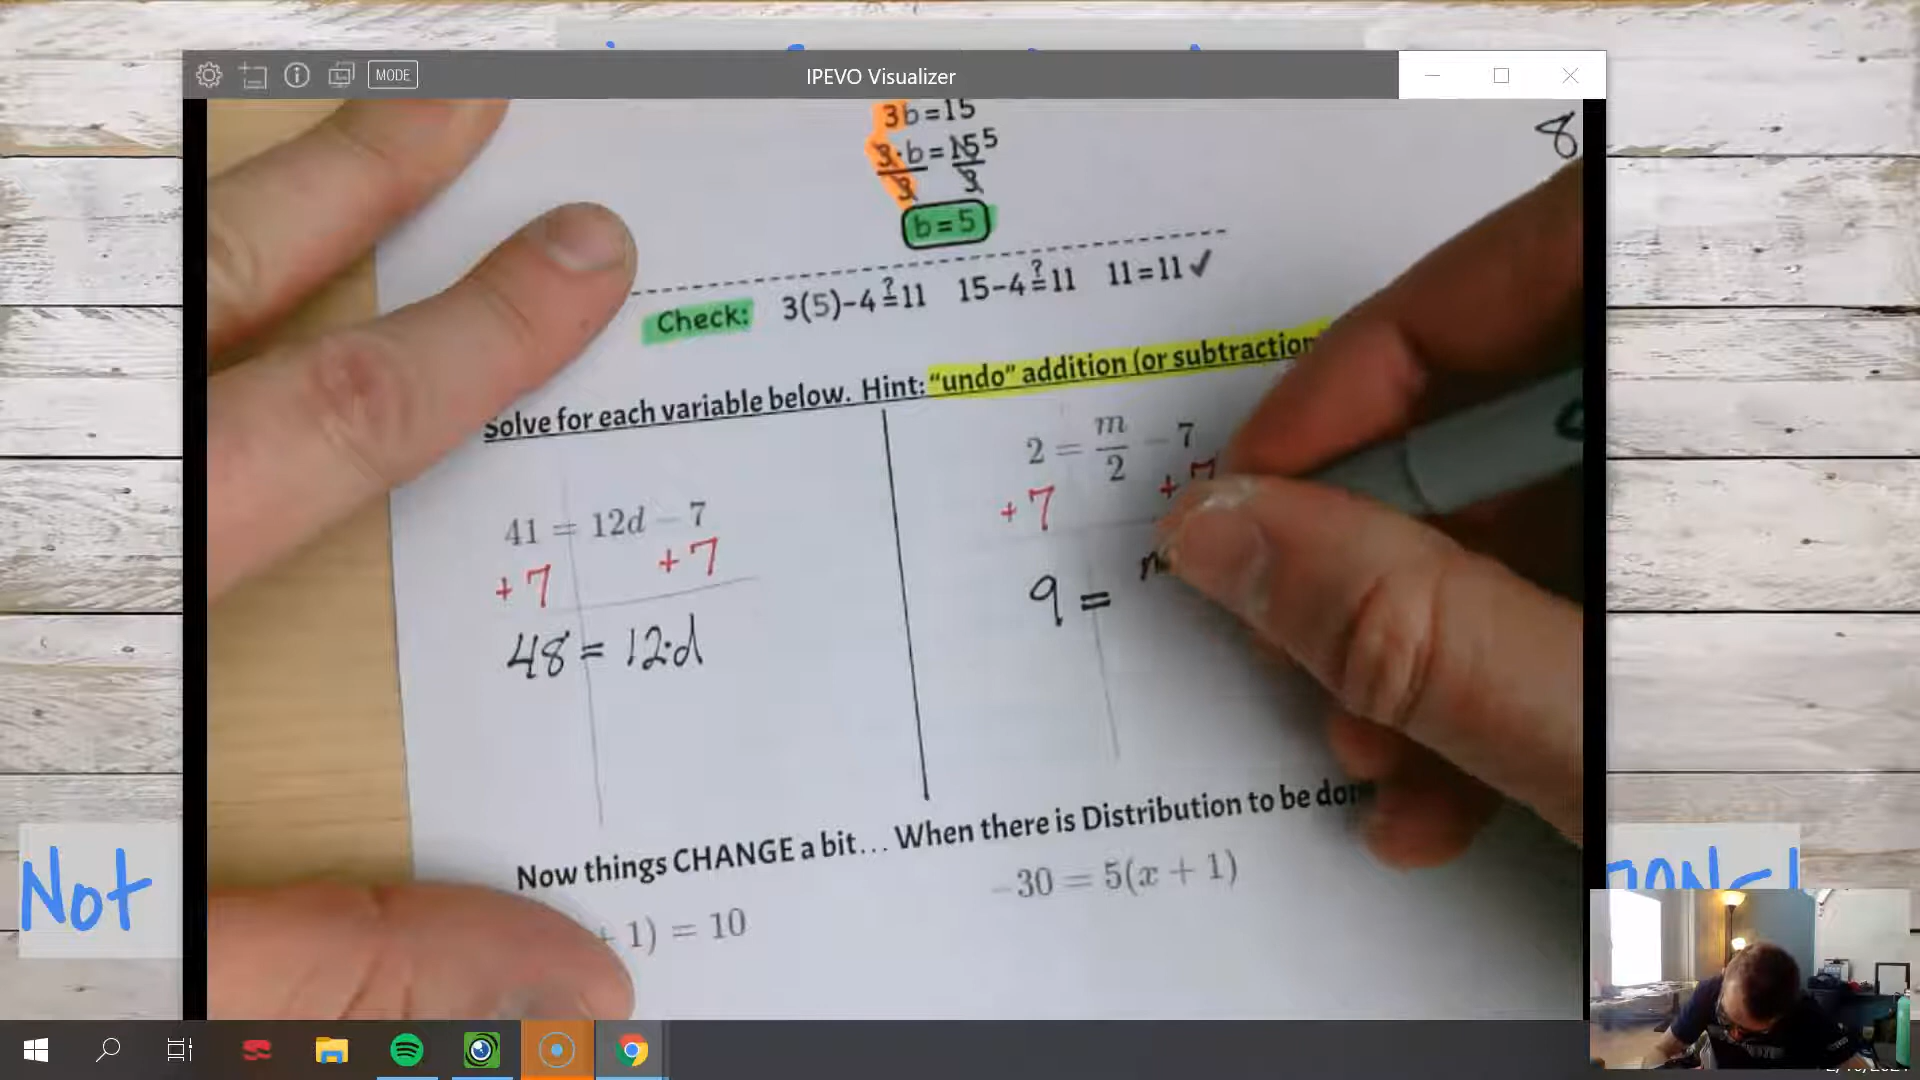 MODE
IPEVO Visualizer
3b=15
8
3·b=15 5
3 3
b=5
Check: 3(5)-4≟11 15-4≟11 11=11✓
Solve for each variable below. Hint: "undo" addition (or subtraction
2 = m/2 - 7
+7 +7
9 =
41 = 12d - 7
+7 +7
48 = 12·d
Now things CHANGE a bit... When there is Distribution to be done
-30 = 5(x + 1)
+ 1) = 10
Not